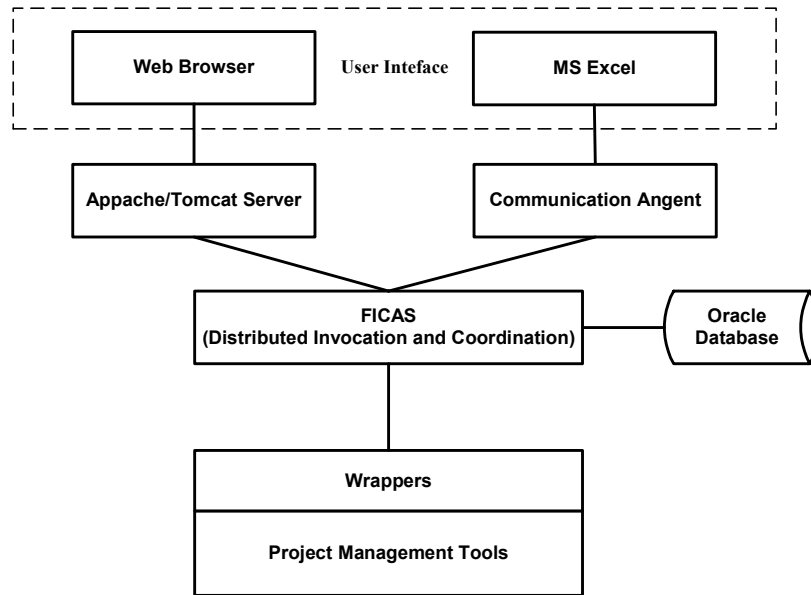 Web Browser
User Inteface
MS Excel
Appache/Tomcat Server
Communication Angent
FICAS
(Distributed Invocation and Coordination)
Oracle
Database
Wrappers
Project Management Tools